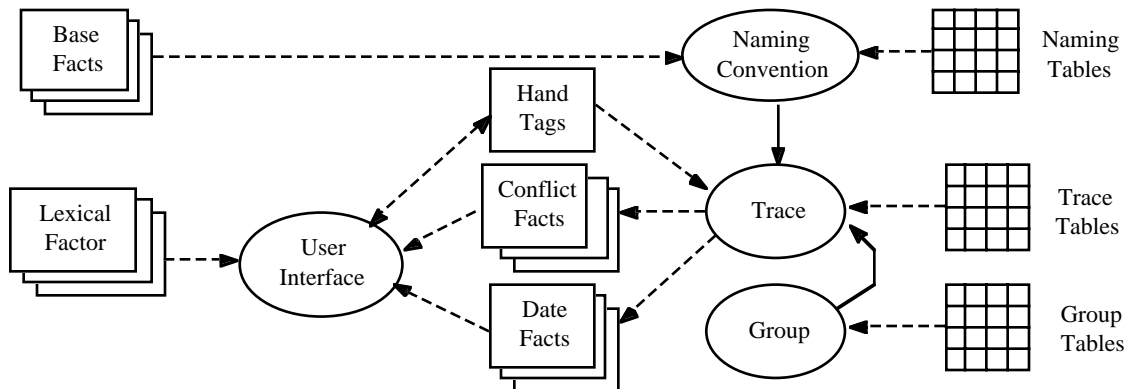 Base
Facts
Naming
Convention
Naming
Tables
Hand
Tags
Lexical
Factor
User
Interface
Conflict
Facts
Trace
Trace
Tables
Date
Facts
Group
Group
Tables